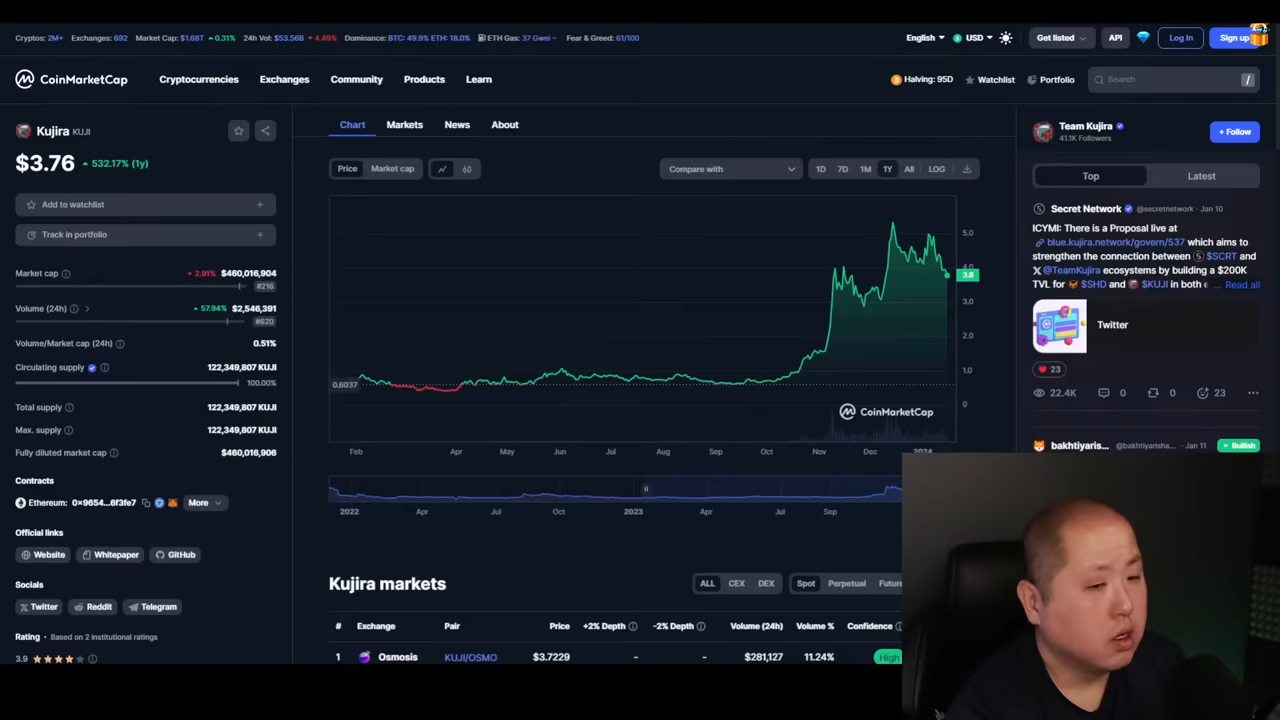 Cryptos: 2M+ Exchanges: 692 Market Cap: $1.68T 0.31% 24h Vol: $53.56B 4.49% Dominance: BTC: 49.9% ETH: 18.0% ETH Gas: 37 Gwei Fear & Greed: 61/100
English USD Get listed API Log In Sign up
CoinMarketCap Cryptocurrencies Exchanges Community Products Learn
Halving: 95D Watchlist Portfolio Search /
Kujira KUJI
$3.76 532.17% (1y)
Add to watchlist +
Track in portfolio +
Market cap 2.91% $460,016,904
#216
Volume (24h) 57.94% $2,546,391
#620
Volume/Market cap (24h) 0.51%
Circulating supply 122,349,807 KUJI
100.00%
Total supply 122,349,807 KUJI
Max. supply 122,349,807 KUJI
Fully diluted market cap $460,016,906
Contracts
Ethereum: 0x9654...6f3fe7 More
Official links
Website Whitepaper GitHub
Socials
Twitter Reddit Telegram
Rating · Based on 2 institutional ratings
3.9
Chart Markets News About
Price Market cap
Compare with 1D 7D 1M 1Y All LOG
5.0
4.0
3.8
3.0
2.0
1.0
0
0.6037
CoinMarketCap
Feb Apr May Jun Jul Aug Sep Oct Nov Dec 2024
2022 Apr Jul Oct 2023 Apr Jul Sep
Kujira markets
ALL CEX DEX Spot Perpetual Futur
# Exchange Pair Price +2% Depth -2% Depth Volume (24h) Volume % Confidence
1 Osmosis KUJI/OSMO $3.7229 - - $281,127 11.24% High
Team Kujira
41.1K Followers
+ Follow
Top Latest
Secret Network @secretnetwork · Jan 10
ICYMI: There is a Proposal live at
blue.kujira.network/govern/537 which aims to
strengthen the connection between $SCRT and
@TeamKujira ecosystems by building a $200K
TVL for $SHD and $KUJI in both ... Read all
Twitter
23
22.4K 0 0 23
bakhtiyaris... @bakhtiyarisha... · Jan 11 Bullish